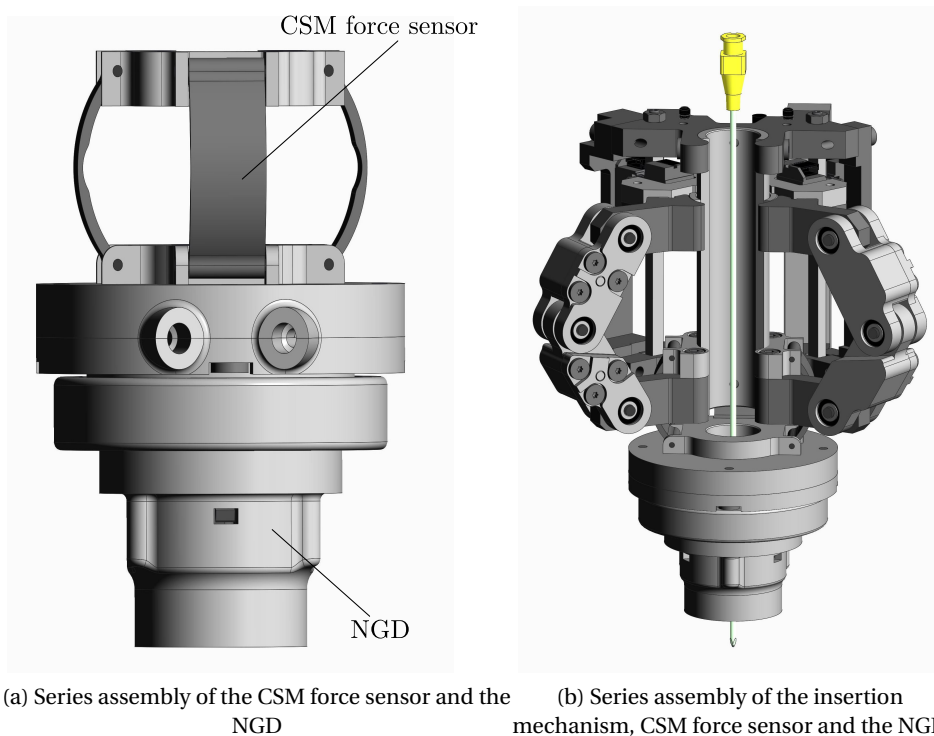 CSM force sensor
NGD
(a) Series assembly of the CSM force sensor and the
NGD
(b) Series assembly of the insertion
mechanism, CSM force sensor and the NG